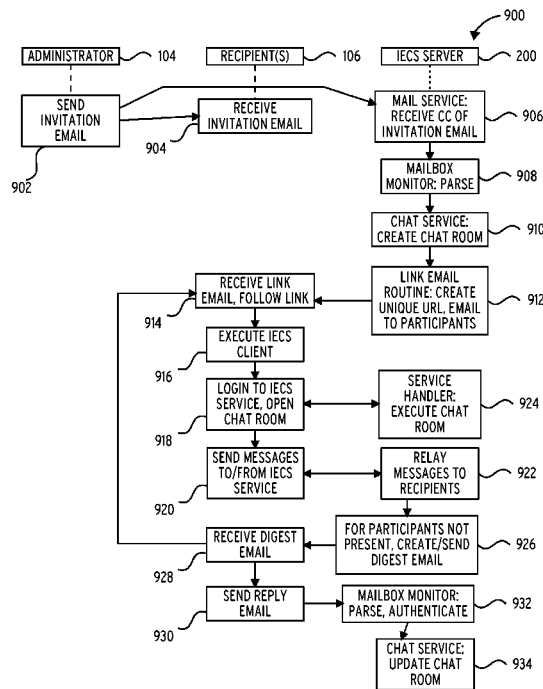 900
ADMINISTRATOR
104
RECIPIENT(S)
106
IECS SERVER
200
SEND
INVITATION
EMAIL
902
RECEIVE
INVITATION EMAIL
904
MAIL SERVICE:
RECEIVE CC OF
INVITATION EMAIL
906
MAILBOX
MONITOR: PARSE
908
CHAT SERVICE:
CREATE CHAT ROOM
910
RECEIVE LINK
EMAIL, FOLLOW LINK
914
LINK EMAIL
ROUTINE: CREATE
UNIQUE URL, EMAIL
TO PARTICIPANTS
912
EXECUTE IECS
CLIENT
916
LOGIN TO IECS
SERVICE, OPEN
CHAT ROOM
918
SERVICE
HANDLER:
EXECUTE CHAT
ROOM
924
SEND MESSAGES
TO/FROM IECS
SERVICE
920
RELAY
MESSAGES TO
RECIPIENTS
922
RECEIVE DIGEST
EMAIL
928
FOR PARTICIPANTS NOT
PRESENT, CREATE/SEND
DIGEST EMAIL
926
SEND REPLY
EMAIL
930
MAILBOX MONITOR:
PARSE, AUTHENTICATE
932
CHAT SERVICE:
UPDATE CHAT
ROOM
934